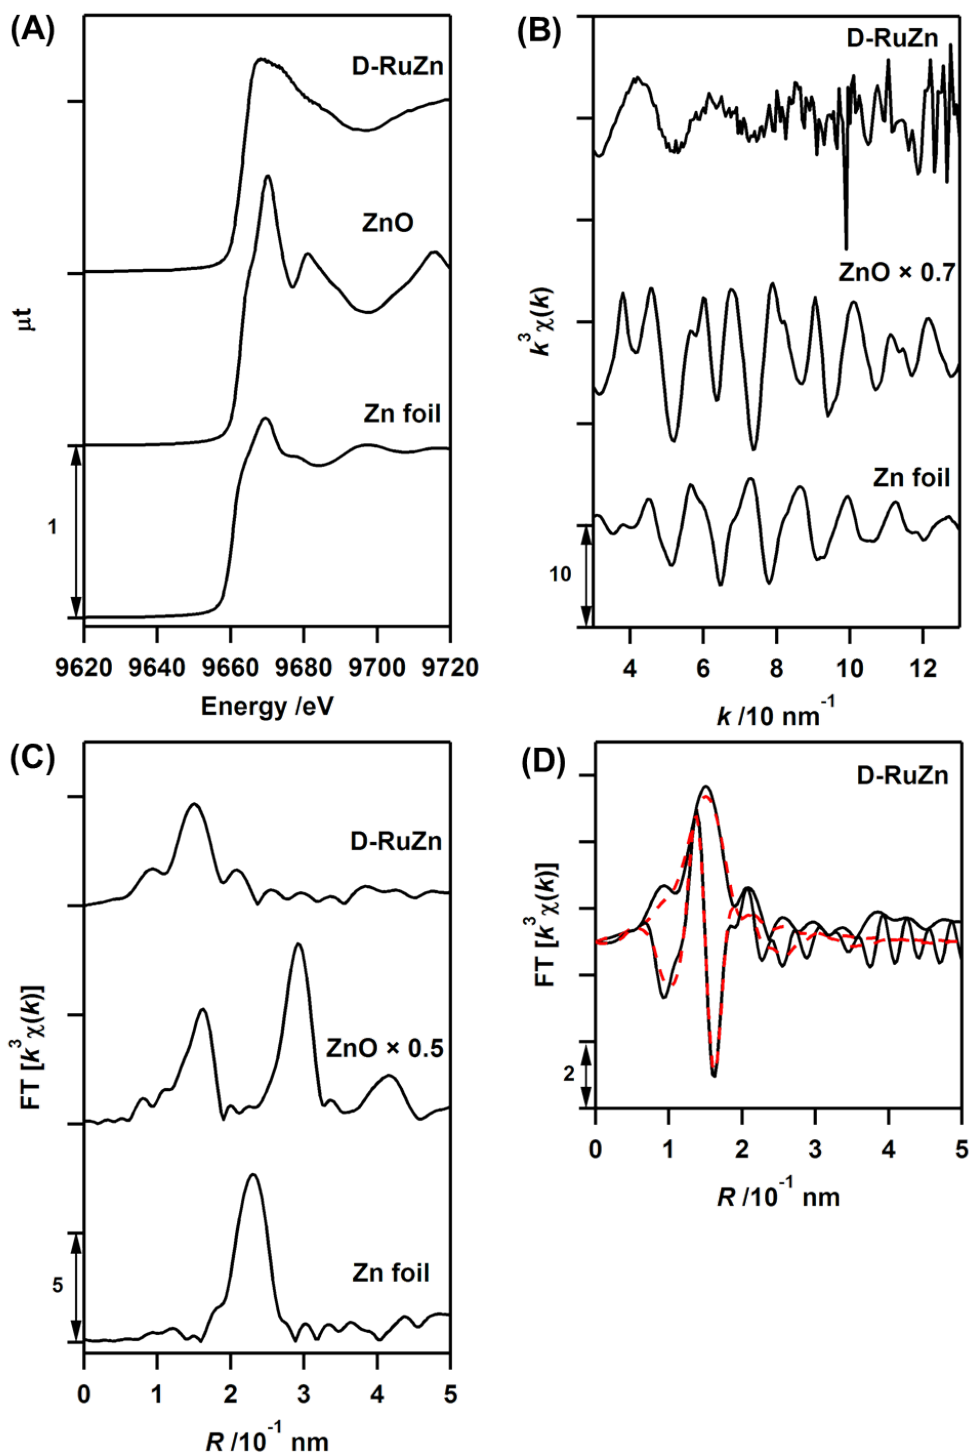 (A)
D-RuZn
ZnO
Zn foil
μt
1
9620 9640 9660 9680 9700 9720
Energy /eV
(B)
D-RuZn
ZnO × 0.7
Zn foil
k³χ(k)
10
4 6 8 10 12
k /10 nm⁻¹
(C)
D-RuZn
ZnO × 0.5
Zn foil
FT [k³χ(k)]
5
0 1 2 3 4 5
R /10⁻¹ nm
(D)
D-RuZn
FT [k³χ(k)]
2
0 1 2 3 4 5
R /10⁻¹ nm